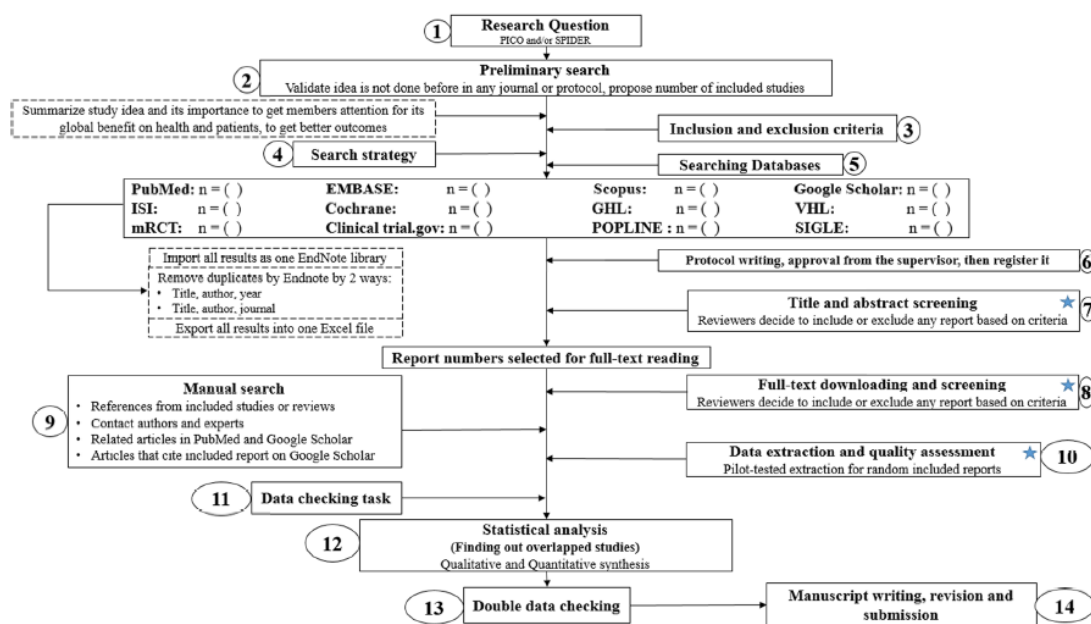 1
Research Question
PICO and/or SPIDER
2
Preliminary search
Validate idea is not done before in any journal or protocol, propose number of included studies
Summarize study idea and its importance to get members attention for its
global benefit on health and patients, to get better outcomes
Inclusion and exclusion criteria
3
4
Search strategy
Searching Databases
5
PubMed: n = ( ) EMBASE: n = ( ) Scopus: n = ( ) Google Scholar: n = ( )
ISI: n = ( ) Cochrane: n = ( ) GHL: n = ( ) VHL: n = ( )
mRCT: n = ( ) Clinical trial.gov: n = ( ) POPLINE : n = ( ) SIGLE: n = ( )
Import all results as one EndNote library
Remove duplicates by Endnote by 2 ways:
• Title, author, year
• Title, author, journal
Export all results into one Excel file
Protocol writing, approval from the supervisor, then register it
6
Title and abstract screening
Reviewers decide to include or exclude any report based on criteria
7
Report numbers selected for full-text reading
Full-text downloading and screening
Reviewers decide to include or exclude any report based on criteria
8
9
Manual search
• References from included studies or reviews
• Contact authors and experts
• Related articles in PubMed and Google Scholar
• Articles that cite included report on Google Scholar
Data extraction and quality assessment
Pilot-tested extraction for random included reports
10
11
Data checking task
12
Statistical analysis
(Finding out overlapped studies)
Qualitative and Quantitative synthesis
13
Double data checking
Manuscript writing, revision and
submission
14